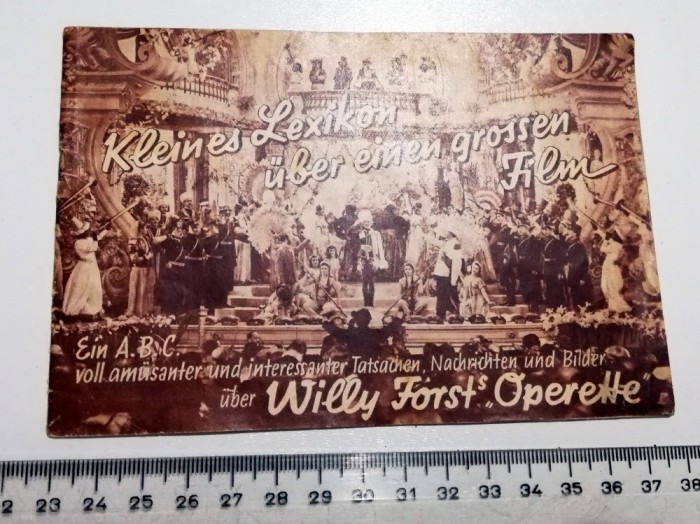 Kleines Lexikon
über einen grossen
Film
Ein A.B.C.
voll amüsanter und interessanter Tatsachen, Nachrichten und Bilder
über Willy Forst's „Operette"
2 23 24 25 26 27 28 29 30 31 32 33 34 35 36 37 38